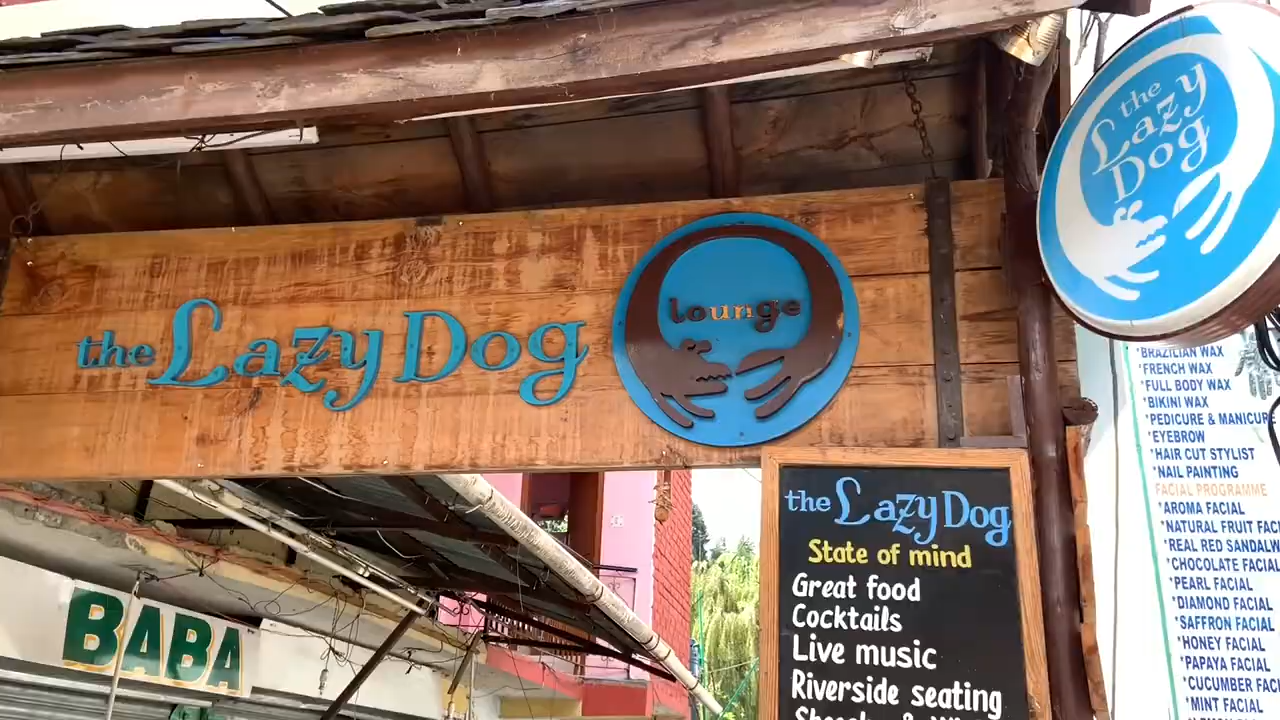 the Lazy Dog
lounge
the
Lazy
Dog
the Lazy Dog
State of mind
Great food
Cocktails
Live music
Riverside seating
BABA
*BRAZILIAN WAX
*FRENCH WAX
*FULL BODY WAX
*BIKINI WAX
*PEDICURE & MANICURE
*EYEBROW
*HAIR CUT STYLIST
*NAIL PAINTING
FACIAL PROGRAMME
*AROMA FACIAL
*NATURAL FRUIT
*REAL RED
*CHOCOLATE FACIAL
*PEARL FACIAL
*DIAMOND FACIAL
*SAFFRON FACIAL
*HONEY FACIAL
*PAPAYA FACIAL
*CUCUMBER
*MINT FACIAL